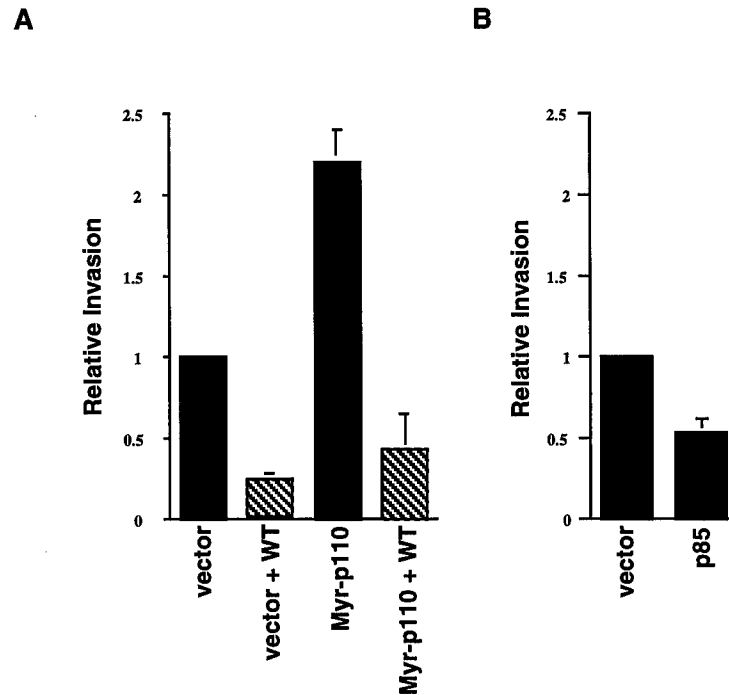 A
B
Relative Invasion
2.5
2
1.5
1
0.5
0
vector
vector + WT
Myr-p110
Myr-p110 + WT
Relative Invasion
2.5
2
1.5
1
0.5
0
vector
p85